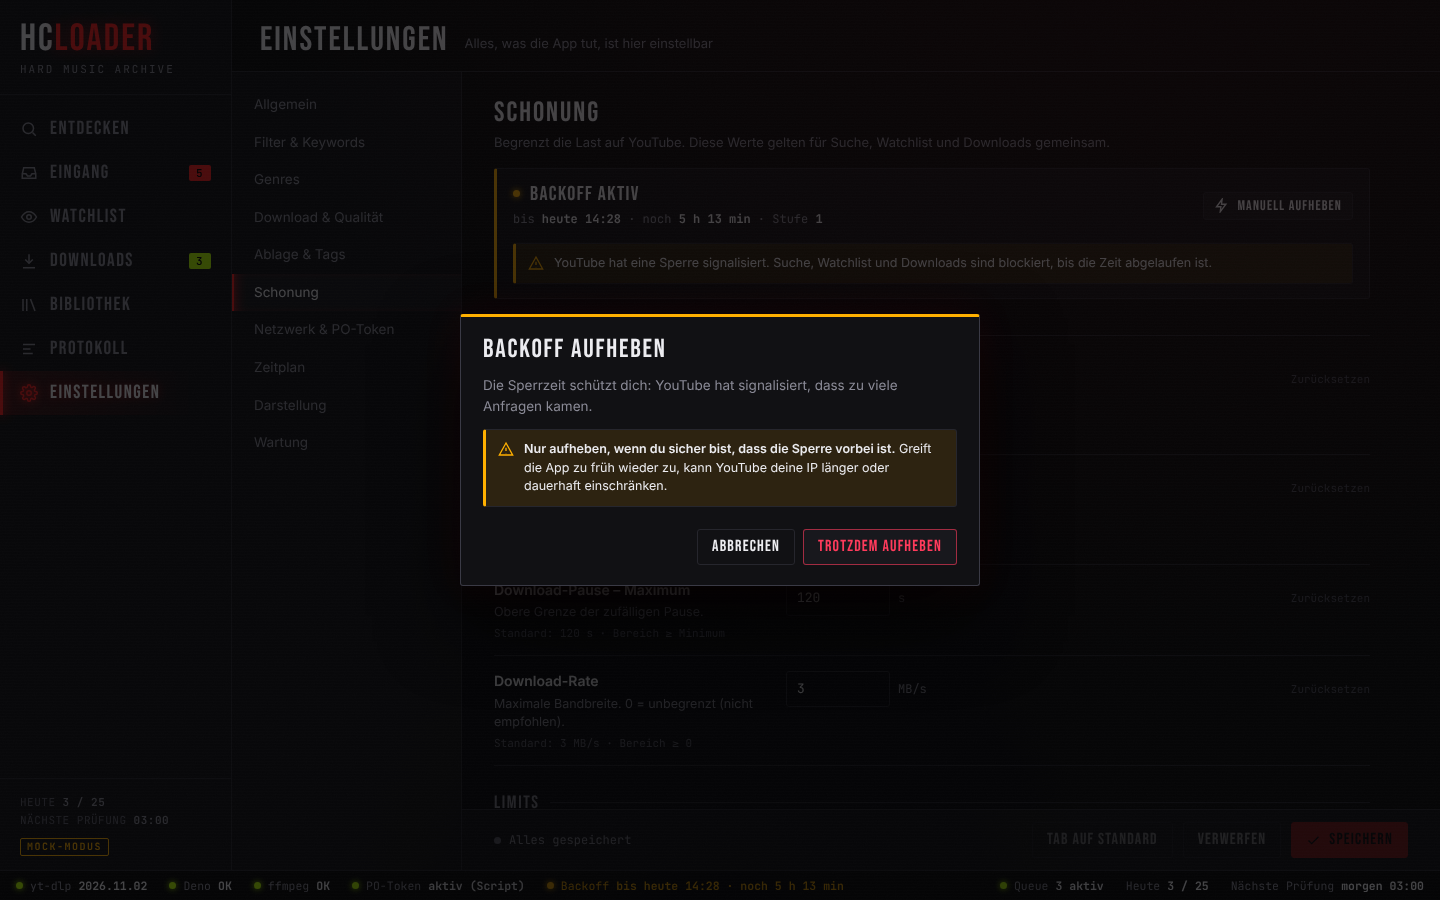 HCLOADER
HARD MUSIC ARCHIVE
ENTDECKEN
EINGANG 5
WATCHLIST
DOWNLOADS 3
BIBLIOTHEK
PROTOKOLL
EINSTELLUNGEN
HEUTE 3 / 25
NÄCHSTE PRÜFUNG 03:00
MOCK-MODUS
EINSTELLUNGEN Alles, was die App tut, ist hier einstellbar
Allgemein
Filter & Keywords
Genres
Download & Qualität
Ablage & Tags
Schonung
Netzwerk & PO-Token
Zeitplan
Darstellung
Wartung
SCHONUNG
Begrenzt die Last auf YouTube. Diese Werte gelten für Suche, Watchlist und Downloads gemeinsam.
BACKOFF AKTIV
bis heute 14:28 · noch 5 h 13 min · Stufe 1
MANUELL AUFHEBEN
YouTube hat eine Sperre signalisiert. Suche, Watchlist und Downloads sind blockiert, bis die Zeit abgelaufen ist.
Zurücksetzen
Zurücksetzen
BACKOFF AUFHEBEN
Die Sperrzeit schützt dich: YouTube hat signalisiert, dass zu viele
Anfragen kamen.
Nur aufheben, wenn du sicher bist, dass die Sperre vorbei ist. Greift
die App zu früh wieder zu, kann YouTube deine IP länger oder
dauerhaft einschränken.
ABBRECHEN
TROTZDEM AUFHEBEN
Download-Pause – Maximum
Obere Grenze der zufälligen Pause.
Standard: 120 s · Bereich ≥ Minimum
120 s
Zurücksetzen
Download-Rate
Maximale Bandbreite. 0 = unbegrenzt (nicht
empfohlen).
Standard: 3 MB/s · Bereich ≥ 0
3 MB/s
Zurücksetzen
LIMITS
Alles gespeichert
TAB AUF STANDARD
VERWERFEN
SPEICHERN
yt-dlp 2026.11.02 Deno OK ffmpeg OK PO-Token aktiv (Script) Backoff bis heute 14:28 · noch 5 h 13 min Queue 3 aktiv Heute 3 / 25 Nächste Prüfung morgen 03:00